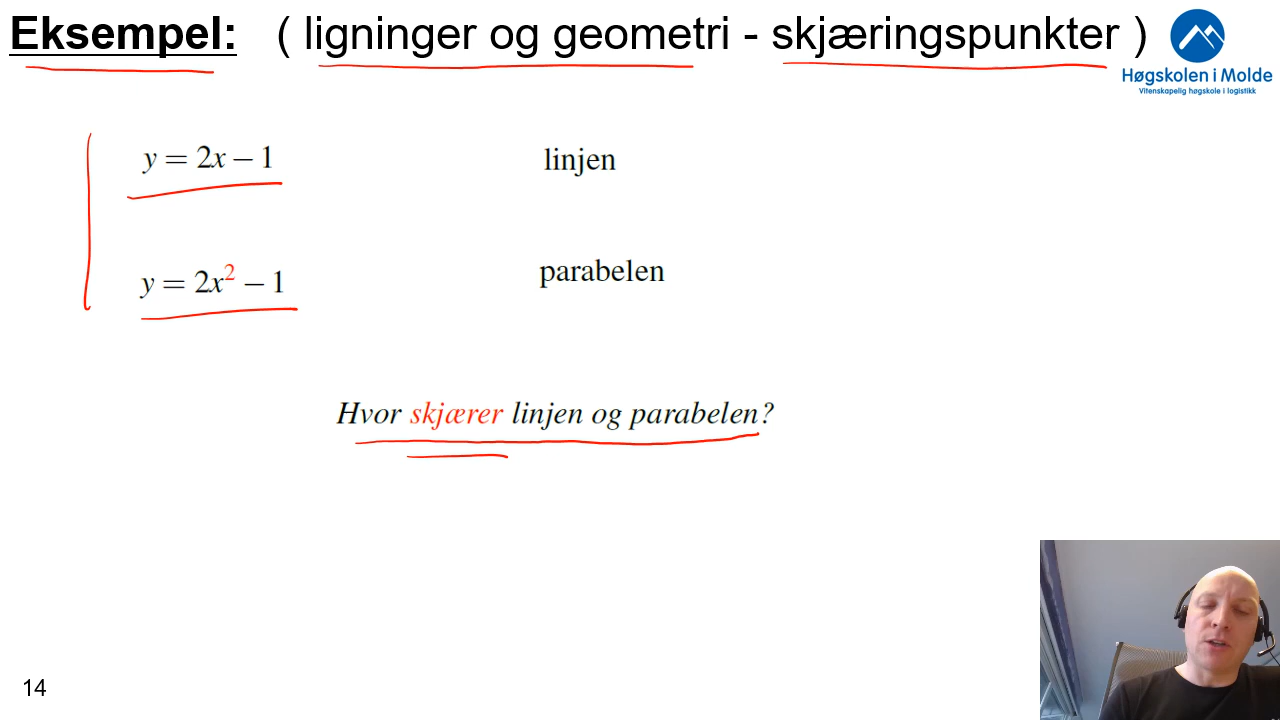 Eksempel: ( ligninger og geometri - skjæringspunkter )
Høgskolen i Molde
Vitenskapelig høgskole i logistikk
y = 2x − 1 linjen
y = 2x² − 1 parabelen
Hvor skjærer linjen og parabelen?
14